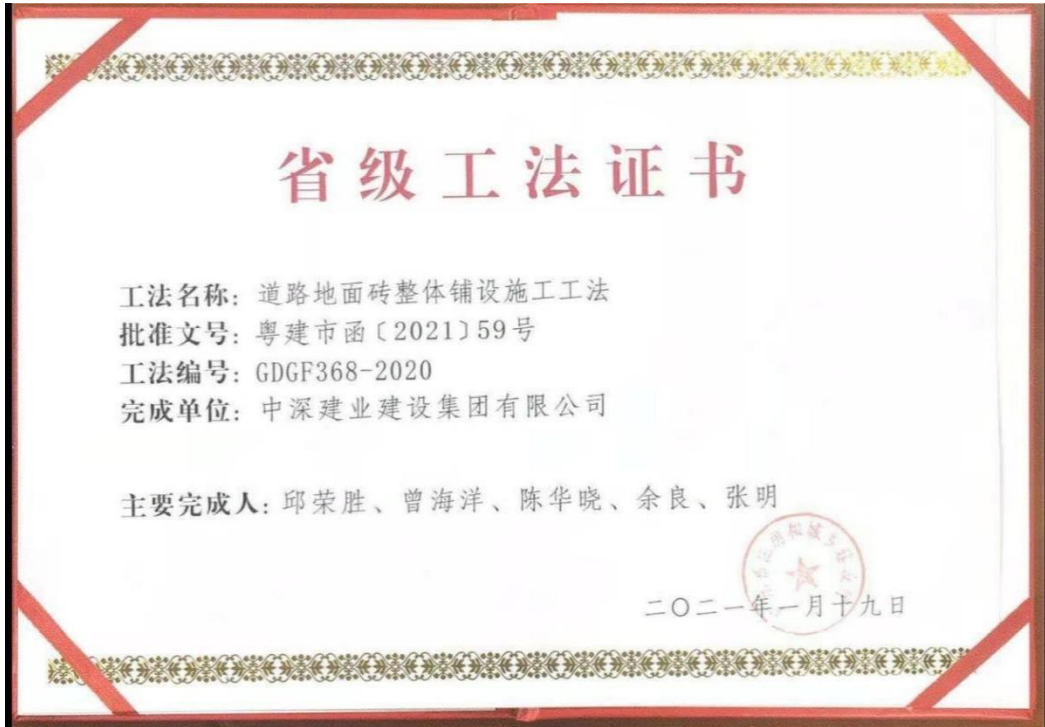 省级工法证书
工法名称：道路地面砖整体铺设施工工法
批准文号：粤建市函〔2021〕59号
工法编号：GDGF368-2020
完成单位：中深建业建设集团有限公司
主要完成人：邱荣胜、曾海洋、陈华晓、余良、张明
二〇二一年一月十九日